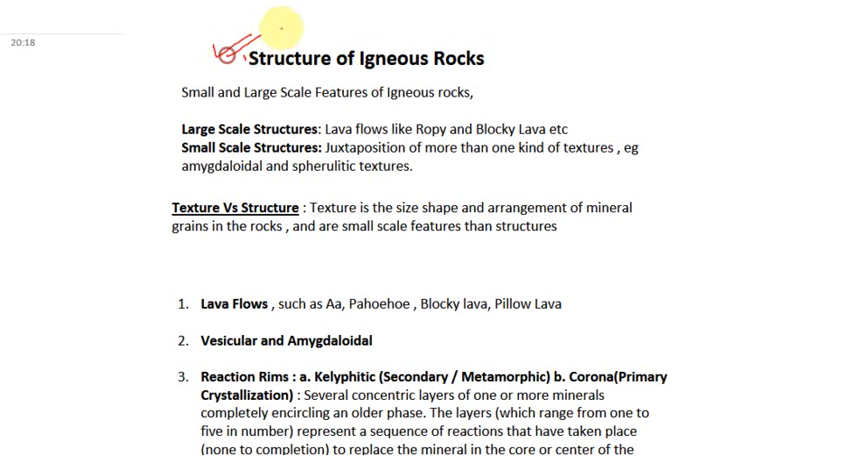 20:18
Structure of Igneous Rocks
Small and Large Scale Features of Igneous rocks,
Large Scale Structures: Lava flows like Ropy and Blocky Lava etc
Small Scale Structures: Juxtaposition of more than one kind of textures , eg
amygdaloidal and spherulitic textures.
Texture Vs Structure : Texture is the size shape and arrangement of mineral
grains in the rocks , and are small scale features than structures
1. Lava Flows , such as Aa, Pahoehoe , Blocky lava, Pillow Lava
2. Vesicular and Amygdaloidal
3. Reaction Rims : a. Kelyphitic (Secondary / Metamorphic) b. Corona(Primary
Crystallization) : Several concentric layers of one or more minerals
completely encircling an older phase. The layers (which range from one to
five in number) represent a sequence of reactions that have taken place
(none to completion) to replace the mineral in the core or center of the